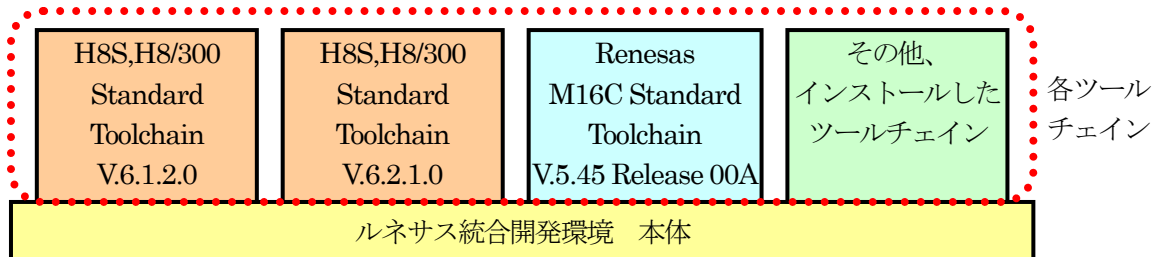 H8S,H8/300
Standard
Toolchain
V.6.1.2.0
H8S,H8/300
Standard
Toolchain
V.6.2.1.0
Renesas
M16C Standard
Toolchain
V.5.45 Release 00A
その他、
インストールした
ツールチェイン
各ツール
チェイン
ルネサス統合開発環境　本体